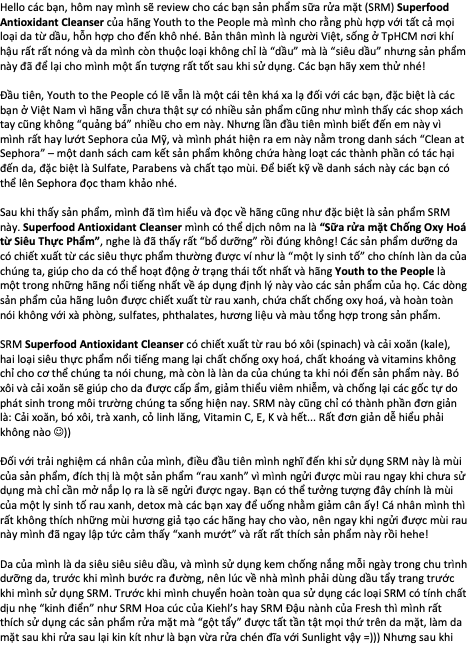 Hello các bạn, hôm nay mình sẽ review cho các bạn sản phẩm sữa rửa mặt (SRM) Superfood
Antioxidant Cleanser của hãng Youth to the People mà mình cho rằng phù hợp với tất cả mọi
loại da từ dầu, hỗn hợp cho đến khô nhé. Bản thân mình là người Việt, sống ở TpHCM nơi khí
hậu rất rất nóng và da mình còn thuộc loại không chỉ là “dầu” mà là “siêu dầu” nhưng sản phẩm
này đã để lại cho mình một ấn tượng rất tốt sau khi sử dụng. Các bạn hãy xem thử nhé!
Đầu tiên, Youth to the People có lẽ vẫn là một cái tên khá xa lạ đối với các bạn, đặc biệt là các
bạn ở Việt Nam vì hãng vẫn chưa thật sự có nhiều sản phẩm cũng như mình thấy các shop xách
tay cũng không “quảng bá” nhiều cho em này. Nhưng lần đầu tiên mình biết đến em này vì
mình rất hay lướt Sephora của Mỹ, và mình phát hiện ra em này nằm trong danh sách “Clean at
Sephora” – một danh sách cam kết sản phẩm không chứa hàng loạt các thành phần có tác hại
đến da, đặc biệt là Sulfate, Parabens và chất tạo mùi. Để biết kỹ về danh sách này các bạn có
thể lên Sephora đọc tham khảo nhé.
Sau khi thấy sản phẩm, mình đã tìm hiểu và đọc về hãng cũng như đặc biệt là sản phẩm SRM
này. Superfood Antioxidant Cleanser mình có thể dịch nôm na là “Sữa rửa mặt Chống Oxy Hoá
từ Siêu Thực Phẩm”, nghe là đã thấy rất “bổ dưỡng” rồi đúng không! Các sản phẩm dưỡng da
có chiết xuất từ các siêu thực phẩm thường được ví như là “một ly sinh tố” cho chính làn da của
chúng ta, giúp cho da có thể hoạt động ở trạng thái tốt nhất và hãng Youth to the People là
một trong những hãng nổi tiếng nhất về áp dụng định lý này vào các sản phẩm của họ. Các dòng
sản phẩm của hãng luôn được chiết xuất từ rau xanh, chứa chất chống oxy hoá, và hoàn toàn
nói không với xà phòng, sulfates, phthalates, hương liệu và màu tổng hợp trong sản phẩm.
SRM Superfood Antioxidant Cleanser có chiết xuất từ rau bó xôi (spinach) và cải xoăn (kale),
hai loại siêu thực phẩm nổi tiếng mang lại chất chống oxy hoá, chất khoáng và vitamins không
chỉ cho cơ thể chúng ta nói chung, mà còn là làn da của chúng ta khi nói đến sản phẩm này. Bó
xôi và cải xoăn sẽ giúp cho da được cấp ẩm, giảm thiểu viêm nhiễm, và chống lại các gốc tự do
phát sinh trong môi trường chúng ta sống hiện nay. SRM này cũng chỉ có thành phần đơn giản
là: Cải xoăn, bó xôi, trà xanh, cỏ linh lăng, Vitamin C, E, K và hết... Rất đơn giản dễ hiểu phải
không nào ☺))
Đối với trải nghiệm cá nhân của mình, điều đầu tiên mình nghĩ đến khi sử dụng SRM này là mùi
của sản phẩm, đích thị là một sản phẩm “rau xanh” vì mình ngửi được mùi rau ngay khi chưa sử
dụng mà chỉ cần mở nắp lọ ra là sẽ ngửi được ngay. Bạn có thể tưởng tượng đây chính là mùi
của một ly sinh tố rau xanh, detox mà các bạn xay để uống nhằm giảm cân ấy! Cá nhân mình thì
rất không thích những mùi hương giả tạo các hãng hay cho vào, nên ngay khi ngửi được mùi rau
này mình đã ngay lập tức cảm thấy “xanh mướt” và rất rất thích sản phẩm này rồi hehe!
Da của mình là da siêu siêu siêu dầu, và mình sử dụng kem chống nắng mỗi ngày trong chu trình
dưỡng da, trước khi mình bước ra đường, nên lúc về nhà mình phải dùng dầu tẩy trang trước
khi mình sử dụng SRM. Trước khi mình chuyển hoàn toàn qua sử dụng các loại SRM có tính chất
dịu nhẹ “kinh điển” như SRM Hoa cúc của Kiehl’s hay SRM Đậu nành của Fresh thì mình rất
thích sử dụng các sản phẩm rửa mặt mà “gột tẩy” được tất tần tật mọi thứ trên da mặt, làm da
mặt sau khi rửa sau lại kin kít như là bạn vừa rửa chén đĩa với Sunlight vậy =))) Nhưng sau khi